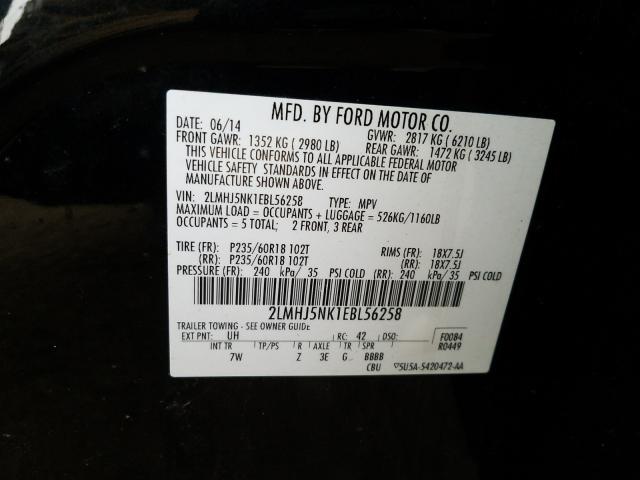 MFD. BY FORD MOTOR CO.
DATE: 06/14 GVWR: 2817 KG ( 6210 LB)
FRONT GAWR: 1352 KG ( 2980 LB) REAR GAWR: 1472 KG ( 3245 LB)
THIS VEHICLE CONFORMS TO ALL APPLICABLE FEDERAL MOTOR
VEHICLE SAFETY STANDARDS IN EFFECT ON THE DATE OF
MANUFACTURE SHOWN ABOVE.
VIN: 2LMHJ5NK1EBL56258 TYPE: MPV
MAXIMUM LOAD = OCCUPANTS + LUGGAGE = 526KG/1160LB
OCCUPANTS = 5 TOTAL; 2 FRONT, 3 REAR
TIRE (FR): P235/60R18 102T RIMS (FR): 18X7.5J
(RR): P235/60R18 102T (RR): 18X7.5J
PRESSURE (FR): 240 kPa/ 35 PSI COLD (RR): 240 kPa/ 35 PSI COLD
2LMHJ5NK1EBL56258
TRAILER TOWING - SEE OWNER GUIDE.
EXT PNT: UH RC: 42 DSO: F0084
R0449
INT TR TP/PS R AXLE TR SPR
7W Z 3E G BBBB
CBU 5U5A-5420472-AA